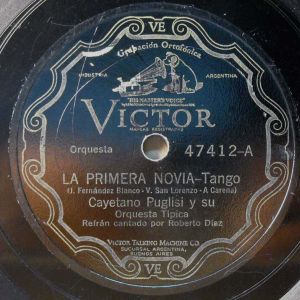 VE
Grabación Ortofónica
INDUSTRIA ARGENTINA
"HIS MASTER'S VOICE"
VICTOR
MARCAS REGISTRADAS
Orquesta 47412-A
LA PRIMERA NOVIA-Tango
(J. Fernández Blanco-V. San Lorenzo-A Carena)
Cayetano Puglisi y su
Orquesta Típica
Refrán cantado por Roberto Díaz
VICTOR TALKING MACHINE CO
SUCURSAL ARGENTINA,
BUENOS AIRES
VE